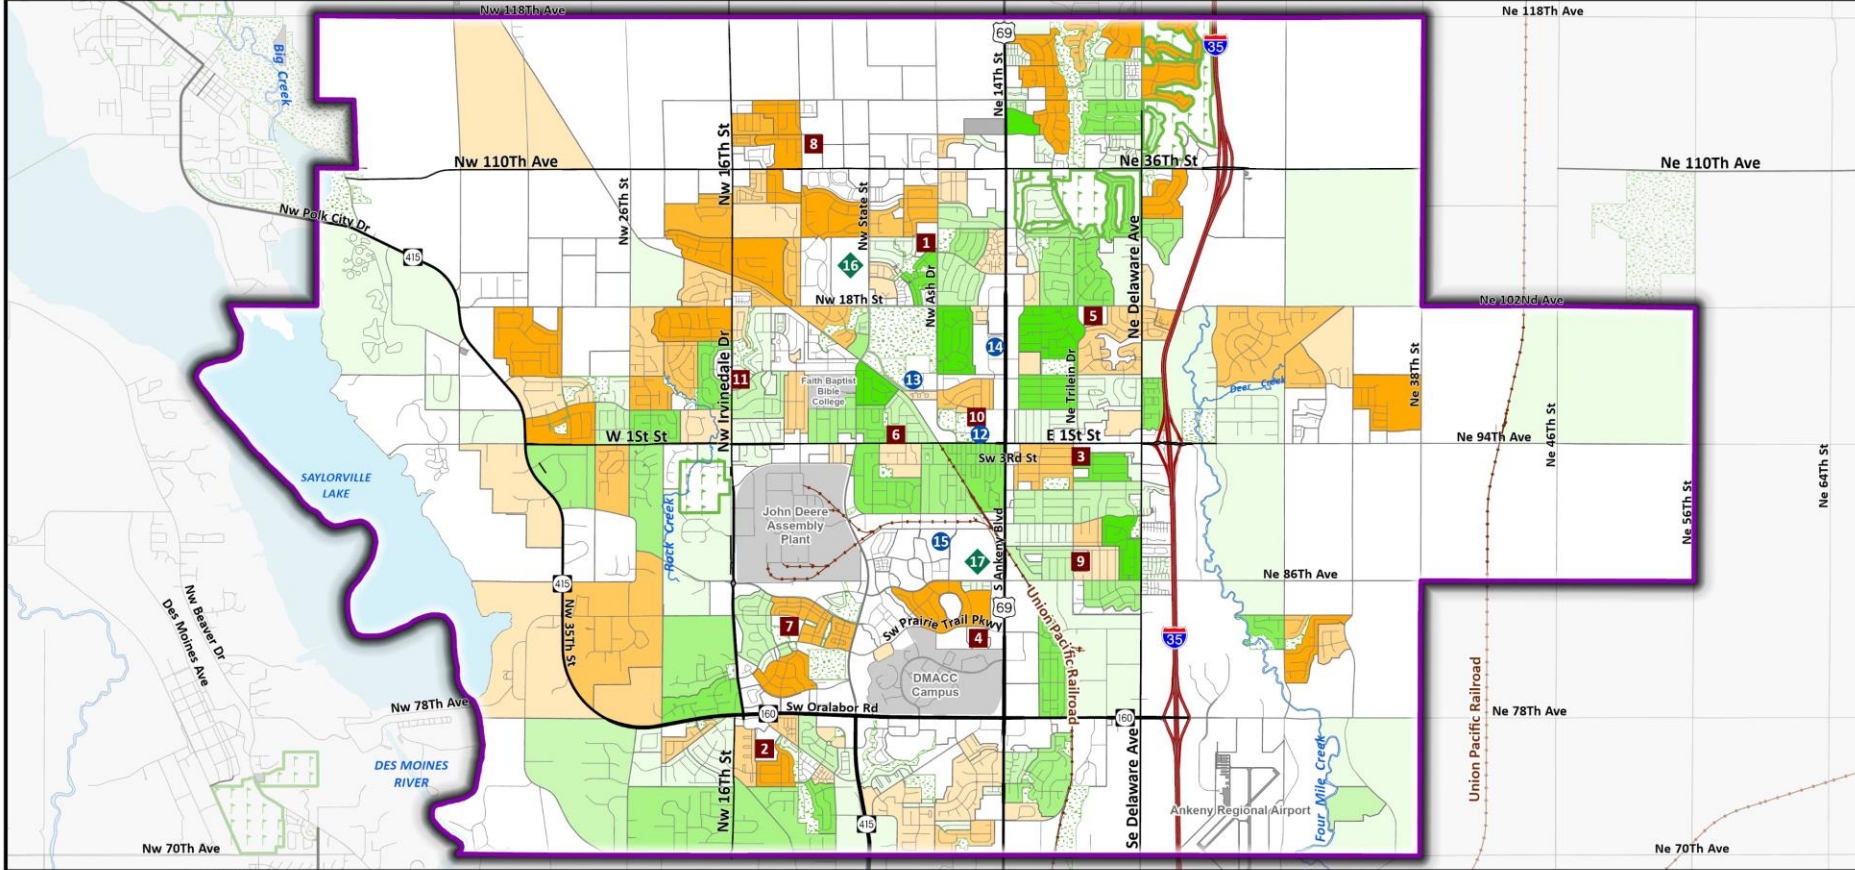 Nw 118Th Ave
Ne 118Th Ave
69
35
Big Creek
Ne 14Th St
Nw 16Th St
8
Nw 110Th Ave
Ne 36Th St
Ne 110Th Ave
Nw Polk City Dr
Nw 26Th St
Nw State St
415
1
16
Nw Ash Dr
Ne Delaware Ave
Nw 18Th St
Ne 102Nd Ave
5
14
Nw Irvinedale Dr
11
Faith Baptist
Bible
College
13
Ne Trilein Dr
Deer Creek
Ne 38Th St
10
12
6
W 1St St
E 1St St
Ne 94Th Ave
Ne 46Th St
Sw 3Rd St
3
SAYLORVILLE
LAKE
Rock Creek
John Deere
Assembly
Plant
15
17
S Ankeny Blvd
9
Ne 56Th St
Ne 64Th St
Ne 86Th Ave
415
Nw 35Th St
Nw Beaver Dr
Des Moines Ave
69
7
Sw Prairie Trail Pkwy
4
Union Pacific Railroad
35
DMACC
Campus
Nw 78Th Ave
Sw Oralabor Rd
160
160
Ne 78Th Ave
Union Pacific Railroad
2
Nw 16Th St
DES MOINES
RIVER
Se Delaware Ave
Four Mile Creek
Ankeny Regional Airport
415
Nw 70Th Ave
Ne 70Th Ave